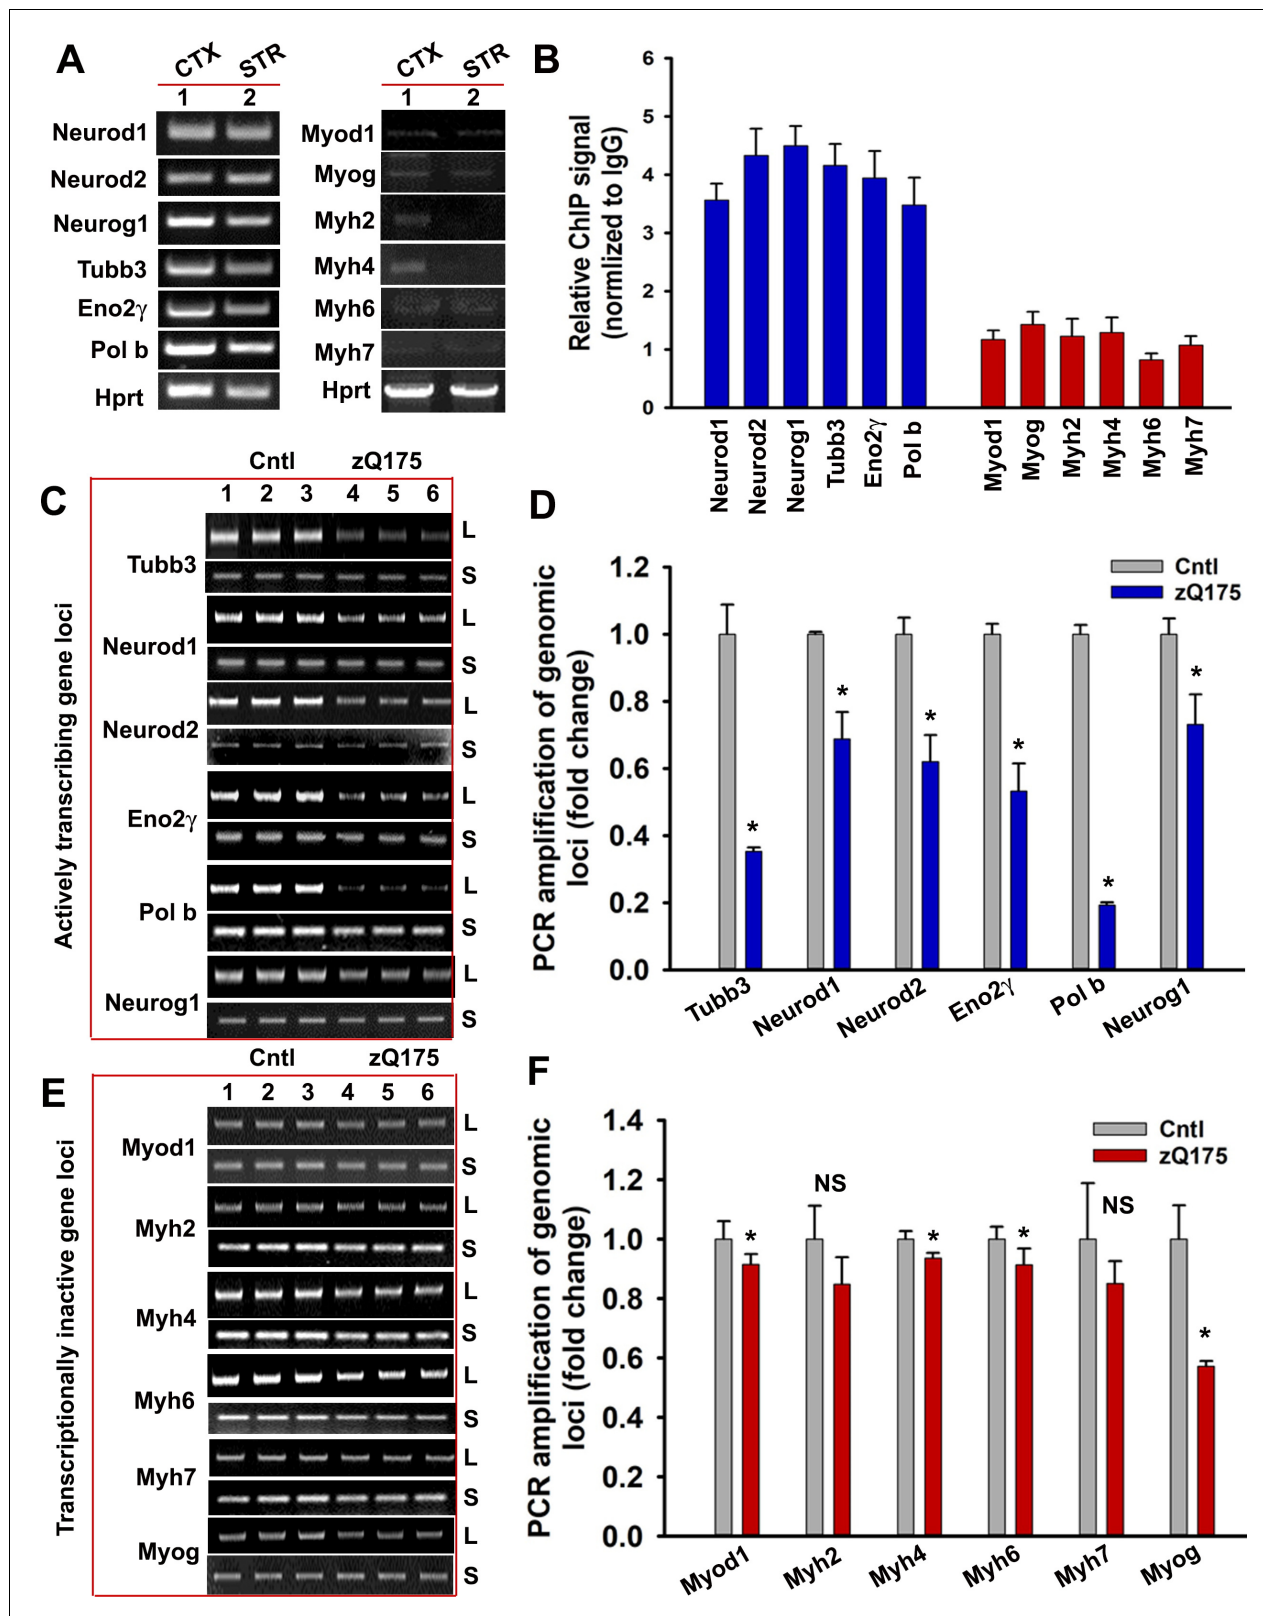 A
CTX STR
1 2
Neurod1
Neurod2
Neurog1
Tubb3
Eno2γ
Pol b
Hprt
CTX STR
1 2
Myod1
Myog
Myh2
Myh4
Myh6
Myh7
Hprt
B
Relative ChIP signal
(normlized to IgG)
6
5
4
3
2
1
0
Neurod1
Neurod2
Neurog1
Tubb3
Eno2γ
Pol b
Myod1
Myog
Myh2
Myh4
Myh6
Myh7
C
Cntl zQ175
1 2 3 4 5 6
Actively transcribing gene loci
Tubb3
L
S
Neurod1
L
S
Neurod2
L
S
Eno2γ
L
S
Pol b
L
S
Neurog1
L
S
D
PCR amplification of genomic
loci (fold change)
1.2
1.0
0.8
0.6
0.4
0.2
0.0
Cntl
zQ175
*
*
*
*
*
*
Tubb3
Neurod1
Neurod2
Eno2γ
Pol b
Neurog1
E
Cntl zQ175
1 2 3 4 5 6
Transcriptionally inactive gene loci
Myod1
L
S
Myh2
L
S
Myh4
L
S
Myh6
L
S
Myh7
L
S
Myog
L
S
F
PCR amplification of genomic
loci (fold change)
1.4
1.2
1.0
0.8
0.6
0.4
0.2
0.0
Cntl
zQ175
*
NS
*
*
NS
*
Myod1
Myh2
Myh4
Myh6
Myh7
Myog